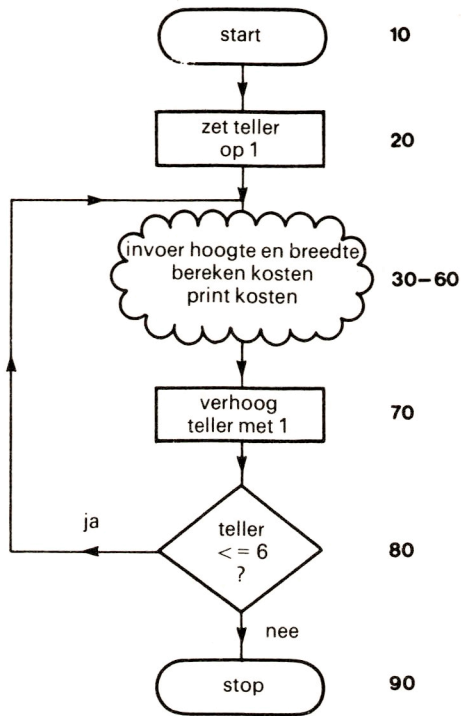 start 10
zet teller
op 1
20
invoer hoogte en breedte
bereken kosten
print kosten
30–60
verhoog
teller met 1
70
ja
teller
< = 6
?
80
nee
stop 90